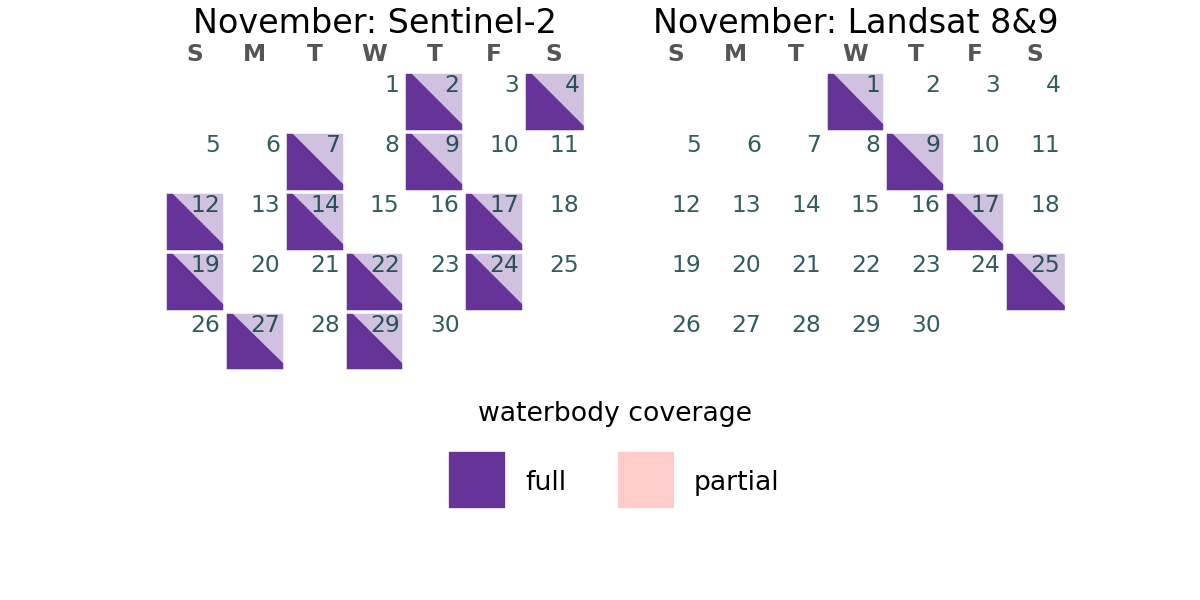 November: Sentinel-2
S M T W T F S
1 2 3 4
5 6 7 8 9 10 11
12 13 14 15 16 17 18
19 20 21 22 23 24 25
26 27 28 29 30
November: Landsat 8&9
S M T W T F S
1 2 3 4
5 6 7 8 9 10 11
12 13 14 15 16 17 18
19 20 21 22 23 24 25
26 27 28 29 30
waterbody coverage
full partial